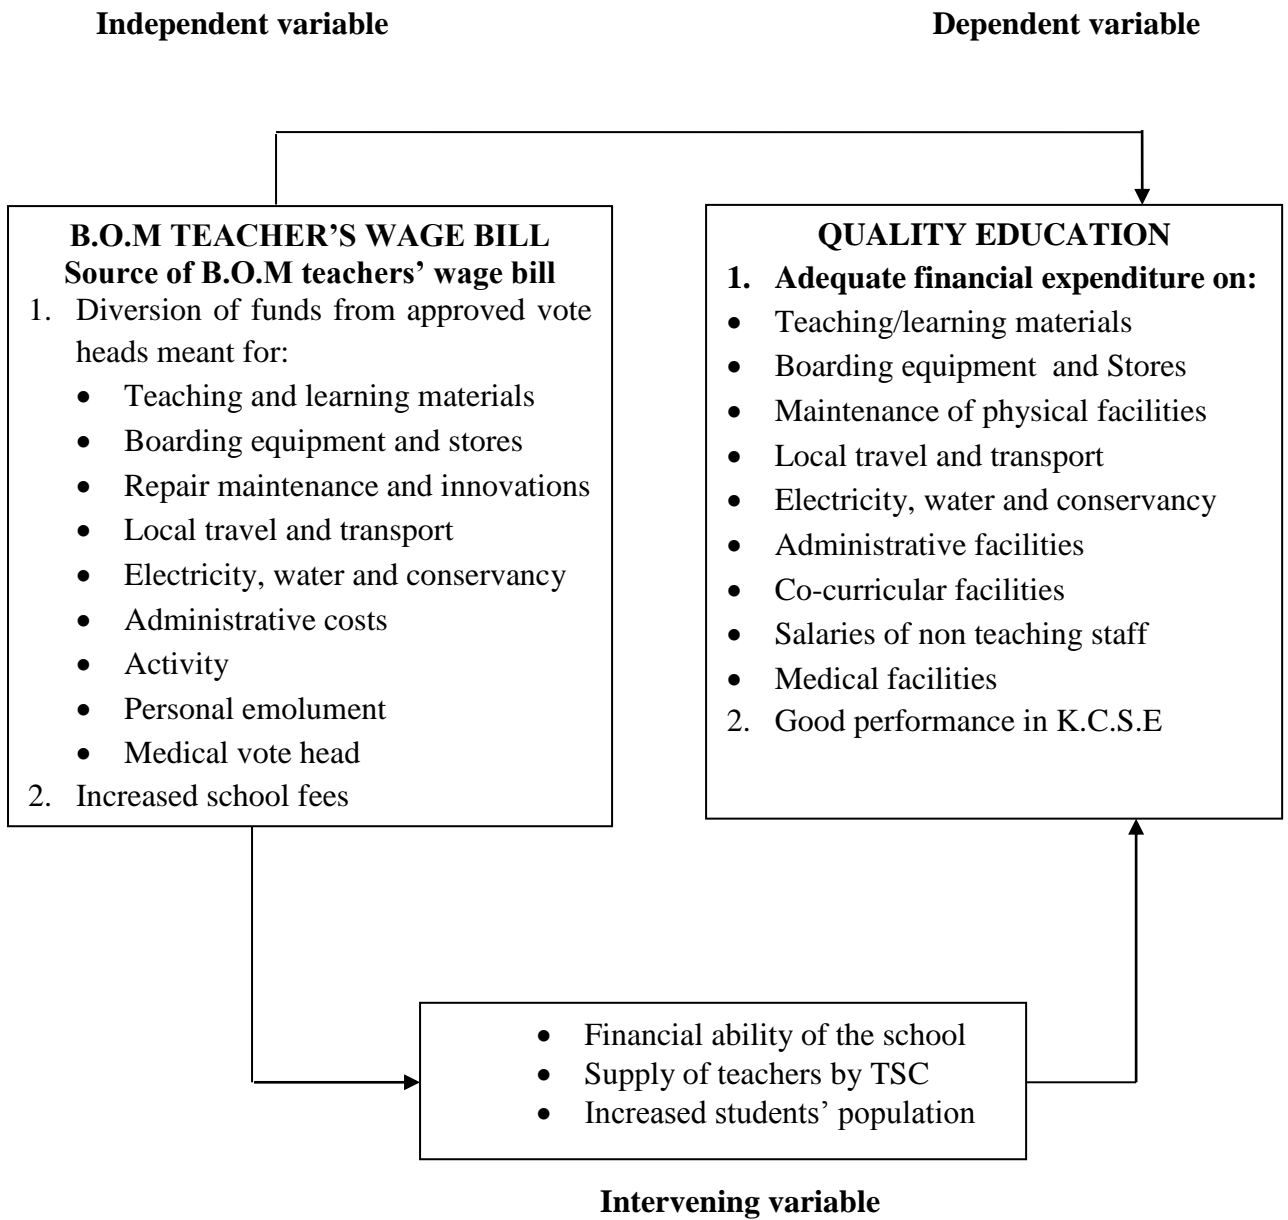 Independent variable
Dependent variable
B.O.M TEACHER'S WAGE BILL
Source of B.O.M teachers' wage bill
1. Diversion of funds from approved vote
heads meant for:
• Teaching and learning materials
• Boarding equipment and stores
• Repair maintenance and innovations
• Local travel and transport
• Electricity, water and conservancy
• Administrative costs
• Activity
• Personal emolument
• Medical vote head
2. Increased school fees
QUALITY EDUCATION
1. Adequate financial expenditure on:
• Teaching/learning materials
• Boarding equipment and Stores
• Maintenance of physical facilities
• Local travel and transport
• Electricity, water and conservancy
• Administrative facilities
• Co-curricular facilities
• Salaries of non teaching staff
• Medical facilities
2. Good performance in K.C.S.E
• Financial ability of the school
• Supply of teachers by TSC
• Increased students' population
Intervening variable